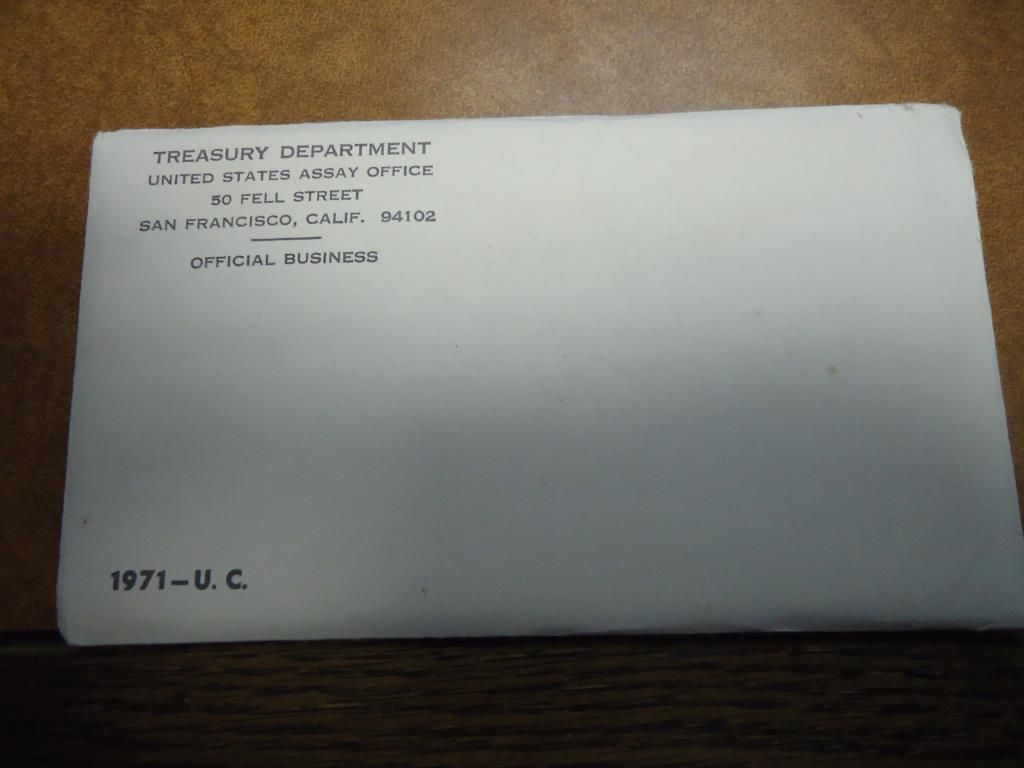 TREASURY DEPARTMENT
UNITED STATES ASSAY OFFICE
50 FELL STREET
SAN FRANCISCO, CALIF. 94102
OFFICIAL BUSINESS
1971-U. C.